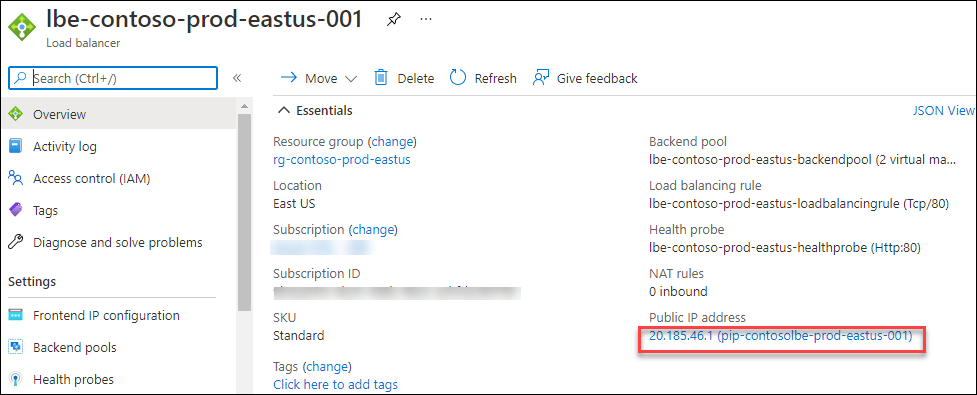 lbe-contoso-prod-eastus-001
Load balancer
Search (Ctrl+/)
Overview
Activity log
Access control (IAM)
Tags
Diagnose and solve problems
Settings
Frontend IP configuration
Backend pools
Health probes
Move
Delete
Refresh
Give feedback
Essentials
JSON View
Resource group (change)
rg-contoso-prod-eastus
Location
East US
Subscription (change)
Subscription ID
SKU
Standard
Tags (change)
Click here to add tags
Backend pool
lbe-contoso-prod-eastus-backendpool (2 virtual ma...
Load balancing rule
lbe-contoso-prod-eastus-loadbalancingrule (Tcp/80)
Health probe
lbe-contoso-prod-eastus-healthprobe (Http:80)
NAT rules
0 inbound
Public IP address
20.185.46.1 (pip-contosolbe-prod-eastus-001)